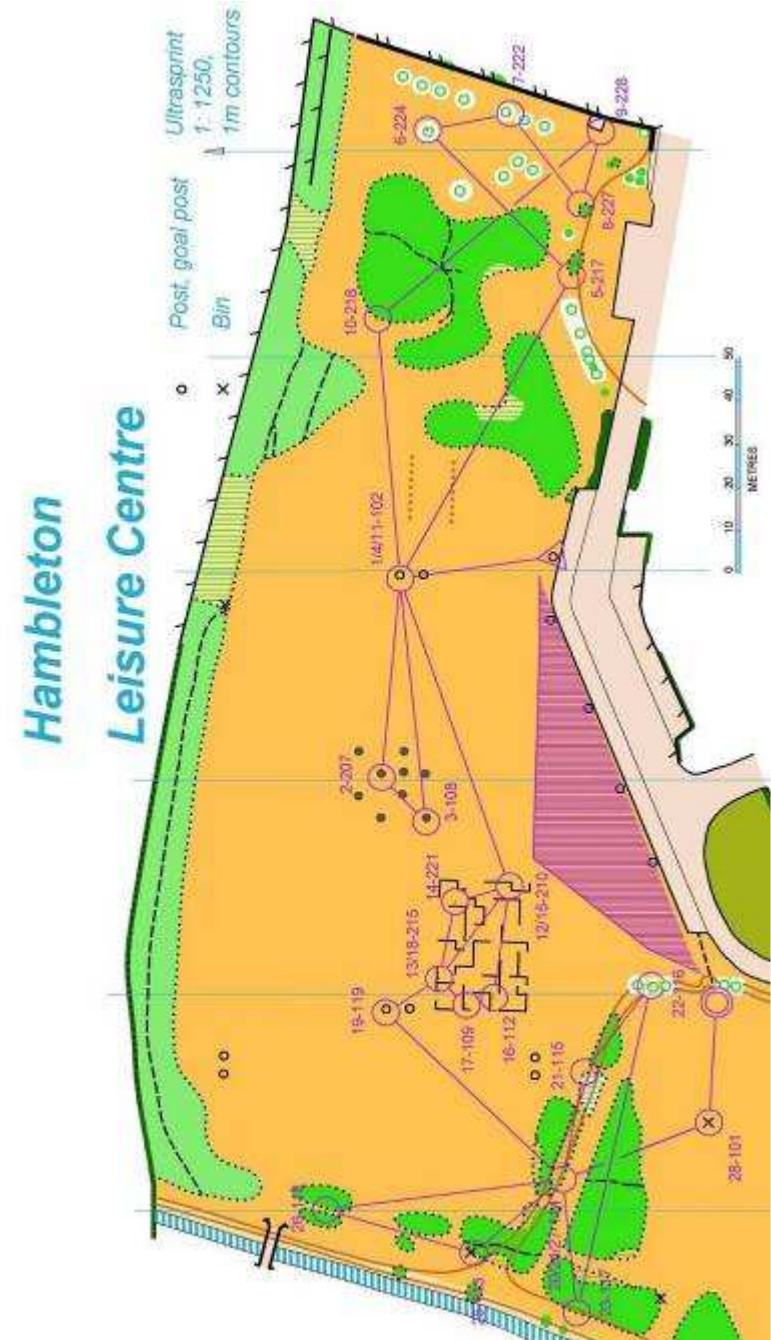 Hambleton
Leisure Centre
Ultrasprint
1: 1250,
1m contours
Post, goal post
Bin
7-222
9-228
6-224
8-227
5-217
10-218
1/4/11-102
2-207
3-108
14-221
12/15-210
13/18-215
17-109
16-112
19-119
21-115
22-116
28-101
0 10 20 30 40 50
METRES